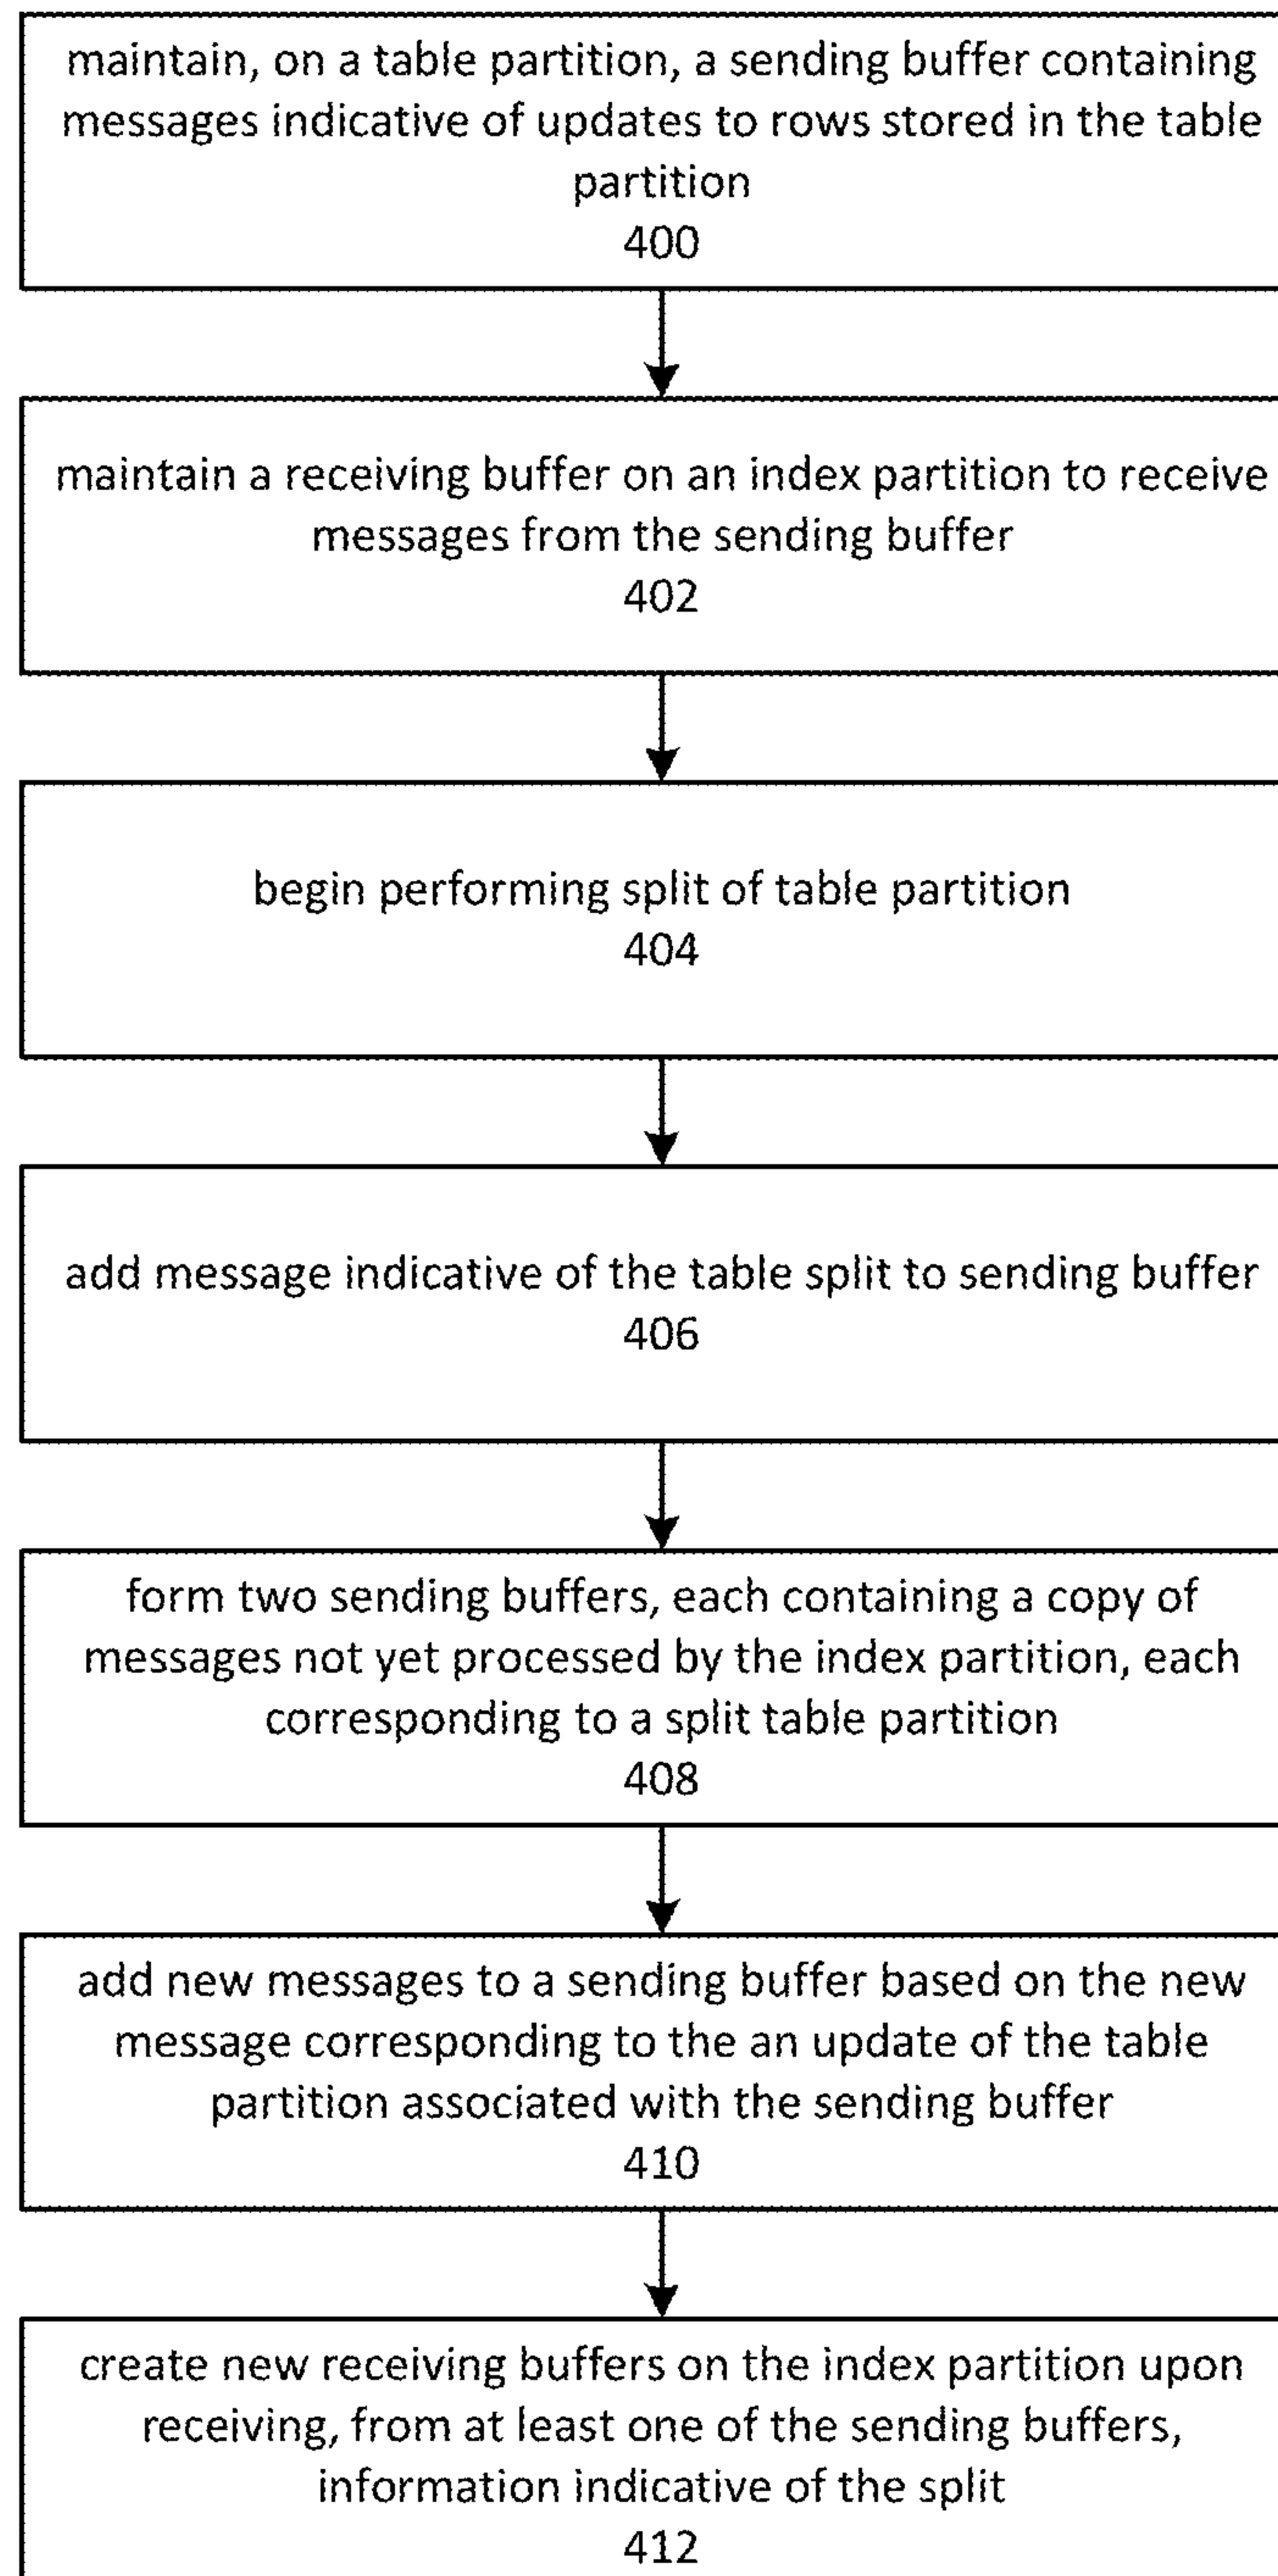 maintain, on a table partition, a sending buffer containing
messages indicative of updates to rows stored in the table
partition
400
maintain a receiving buffer on an index partition to receive
messages from the sending buffer
402
begin performing split of table partition
404
add message indicative of the table split to sending buffer
406
form two sending buffers, each containing a copy of
messages not yet processed by the index partition, each
corresponding to a split table partition
408
add new messages to a sending buffer based on the new
message corresponding to the an update of the table
partition associated with the sending buffer
410
create new receiving buffers on the index partition upon
receiving, from at least one of the sending buffers,
information indicative of the split
412